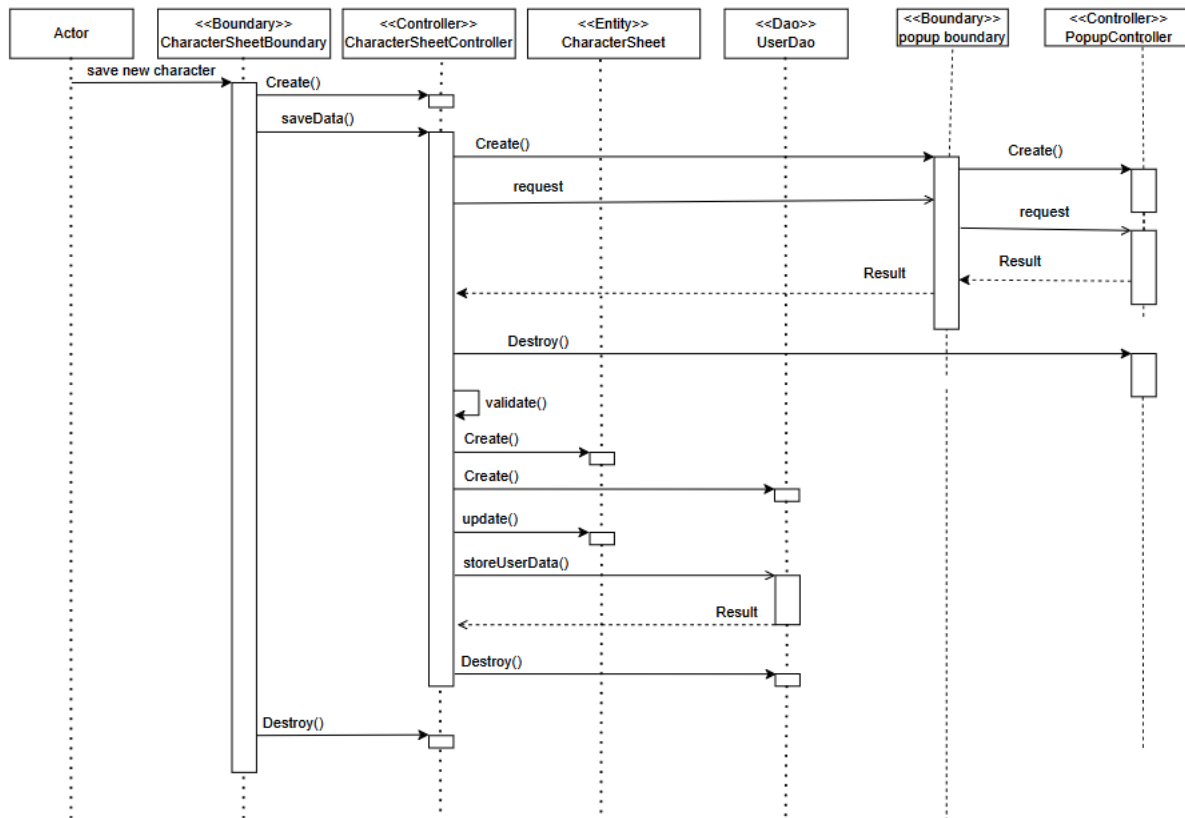 Actor
<<Boundary>>
CharacterSheetBoundary
<<Controller>>
CharacterSheetController
<<Entity>>
CharacterSheet
<<Dao>>
UserDao
<<Boundary>>
popup boundary
<<Controller>>
PopupController
save new character
Create()
saveData()
Create()
Create()
request
request
Result
Result
Destroy()
validate()
Create()
Create()
update()
storeUserData()
Result
Destroy()
Destroy()